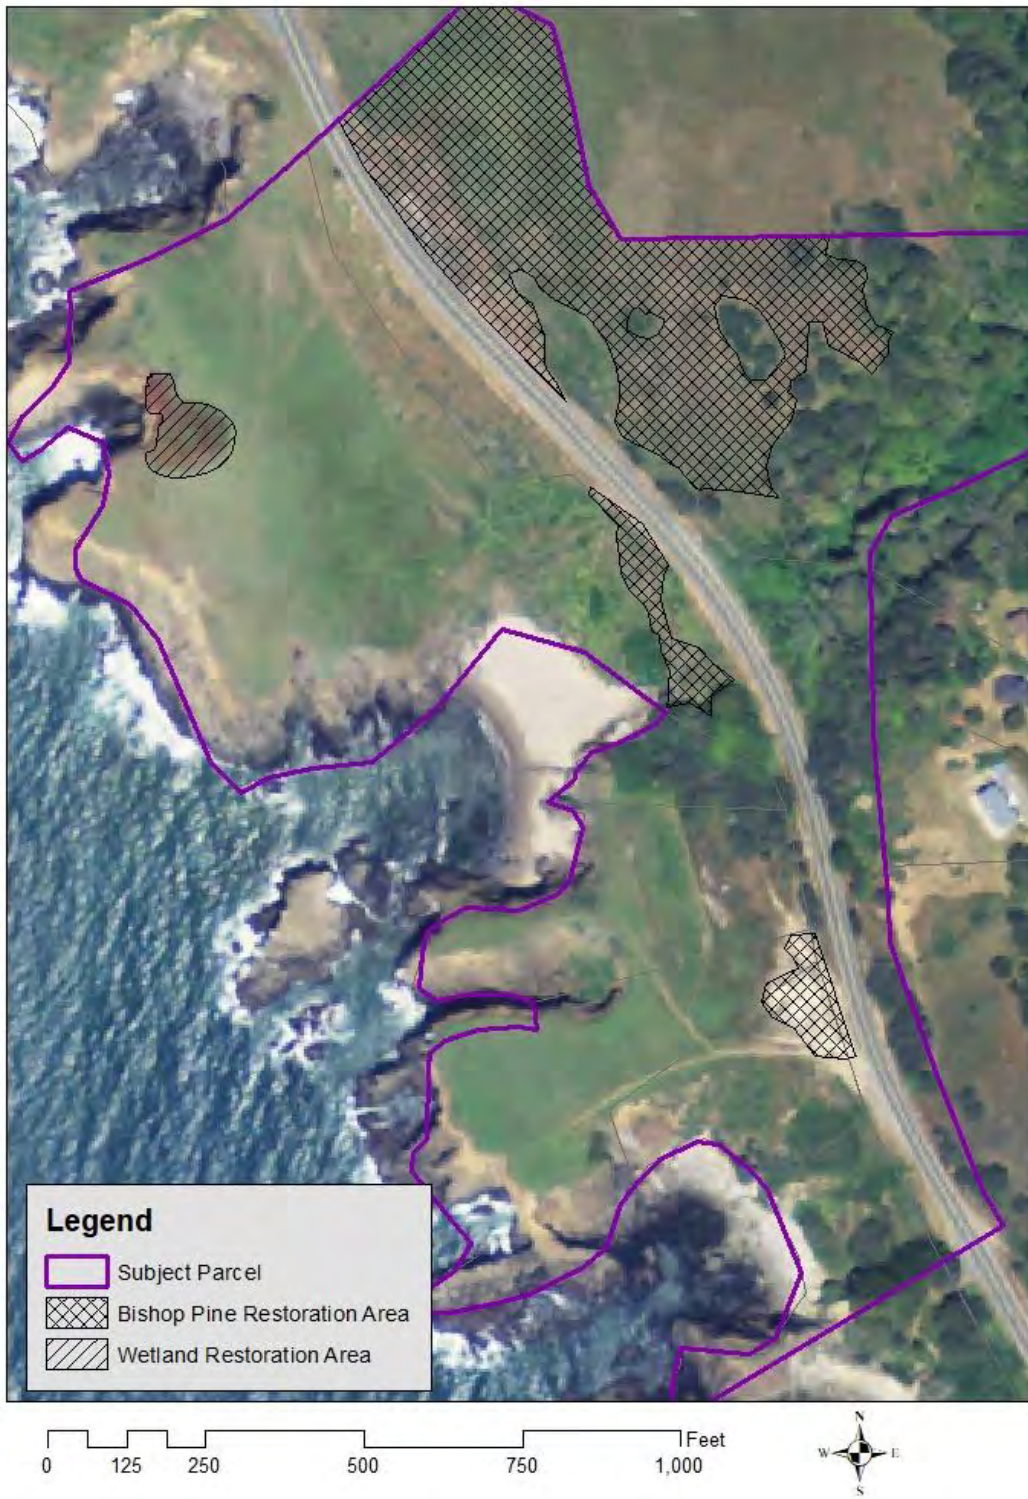 Legend
Subject Parcel
Bishop Pine Restoration Area
Wetland Restoration Area
0 125 250 500 750 1,000 Feet
N
W E
S